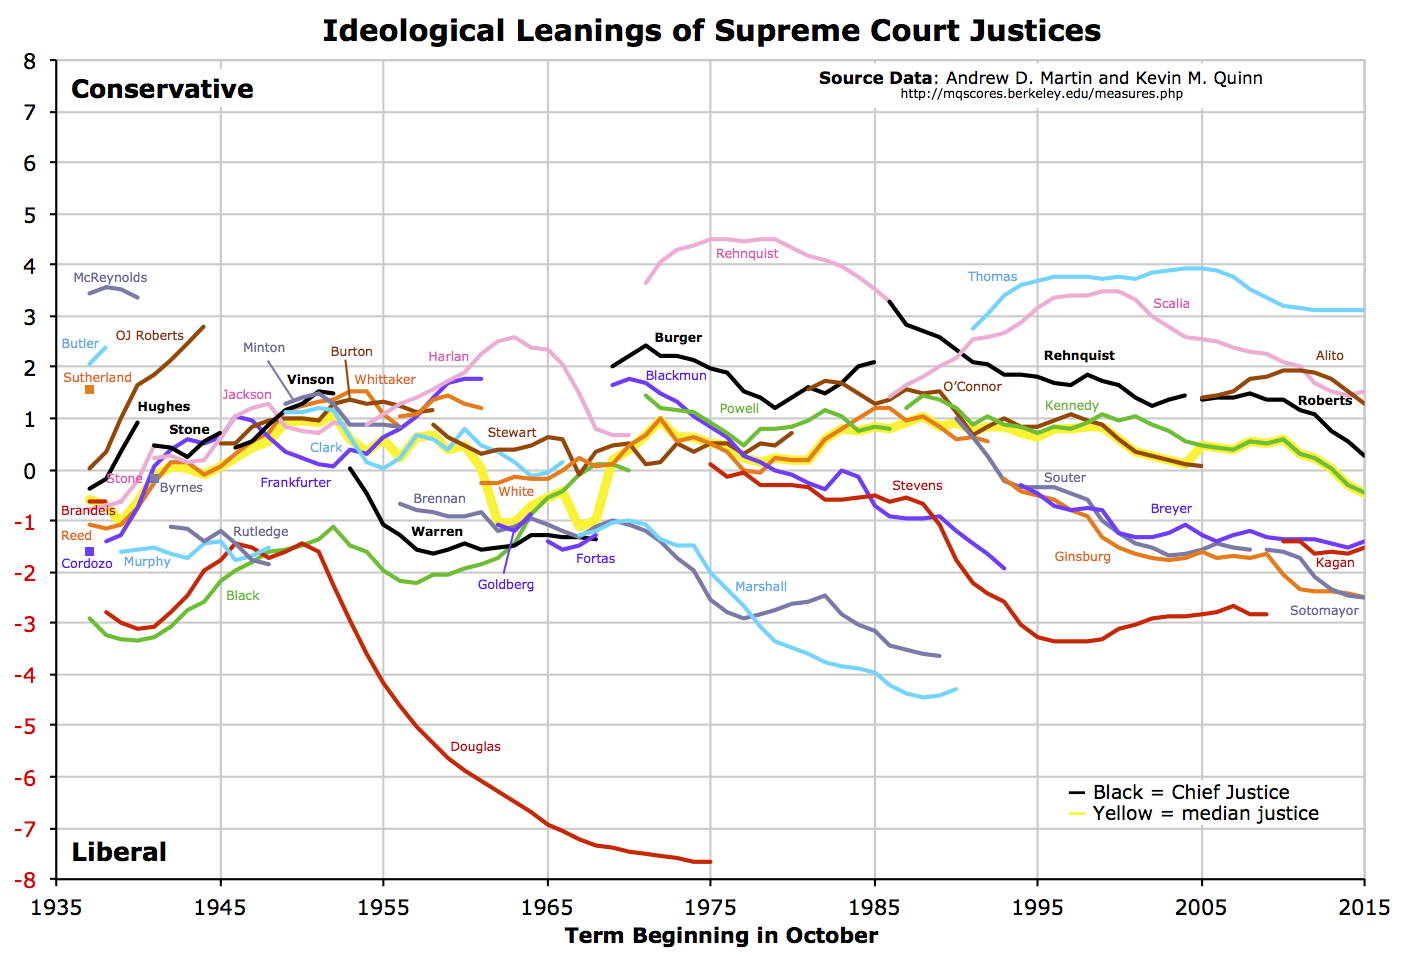 Ideological Leanings of Supreme Court Justices
8
7
6
5
4
3
2
1
0
-1
-2
-3
-4
-5
-6
-7
-8
Conservative
Source Data: Andrew D. Martin and Kevin M. Quinn
http://mqscores.berkeley.edu/measures.php
McReynolds
Butler
OJ Roberts
Sutherland
Hughes
Stone
Stone
Brandeis
Reed
Cordozo
Byrnes
Murphy
Rutledge
Black
Jackson
Minton
Vinson
Burton
Whittaker
Harlan
Clark
Frankfurter
Brennan
Warren
Goldberg
Stewart
White
Fortas
Douglas
Rehnquist
Burger
Blackmun
Powell
Marshall
Stevens
O'Connor
Thomas
Scalia
Rehnquist
Kennedy
Souter
Breyer
Ginsburg
Alito
Roberts
Kagan
Sotomayor
Black = Chief Justice
Yellow = median justice
Liberal
1935
1945
1955
1965
1975
1985
1995
2005
2015
Term Beginning in October